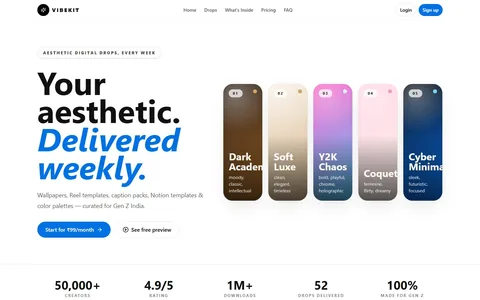 VIBEKIT
Home
Drops
What's Inside
Pricing
FAQ
Login
Sign up
AESTHETIC DIGITAL DROPS, EVERY WEEK
Your
aesthetic.
Delivered
weekly.
Wallpapers, Reel templates, caption packs, Notion templates &
color palettes — curated for Gen Z India.
Start for ₹99/month →
See free preview
01
Dark
Academ
moody,
classic,
intellectual
02
Soft
Luxe
clean,
elegant,
timeless
03
Y2K
Chaos
bold, playful,
chrome,
holographic
04
Coquet
feminine,
flirty, dreamy
05
Cyber
Minima
sleek,
futuristic,
focused
50,000+
CREATORS
4.9/5
RATING
1M+
DOWNLOADS
52
DROPS DELIVERED
100%
MADE FOR GEN Z